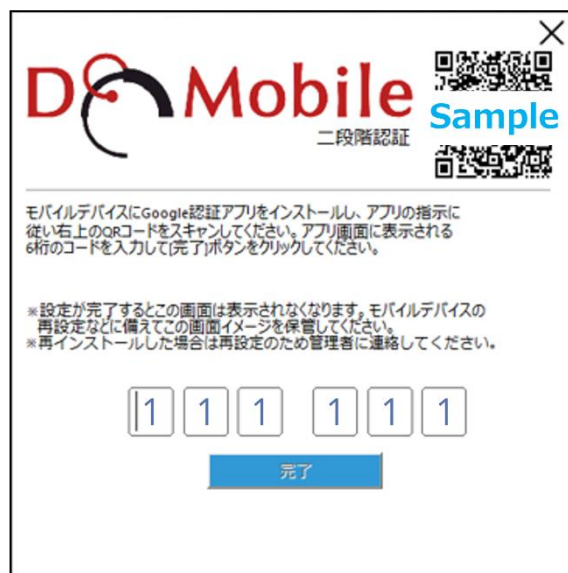 DoMobile
Sample
二段階認証
モバイルデバイスにGoogle認証アプリをインストールし、アプリの指示に
従い右上のQRコードをスキャンしてください。アプリ画面に表示される
6桁のコードを入力して[完了]ボタンをクリックしてください。
※設定が完了するとこの画面は表示されなくなります。モバイルデバイスの
再設定などに備えてこの画面イメージを保管してください。
※再インストールした場合は再設定のため管理者に連絡してください。
1 1 1 1 1 1
完了